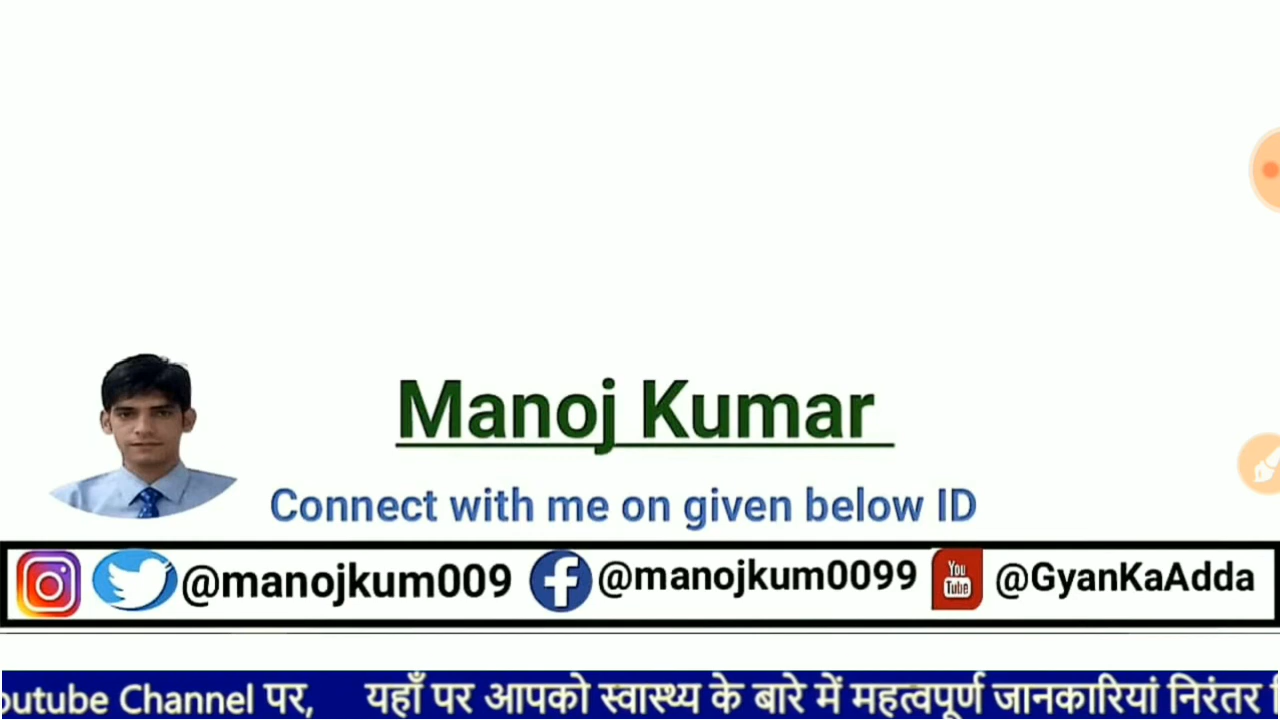 Manoj Kumar
Connect with me on given below ID
@manojkum009 @manojkum0099 You Tube @GyanKaAdda
outube Channel पर, यहाँ पर आपको स्वास्थ्य के बारे में महत्वपूर्ण जानकारियां निरंतर